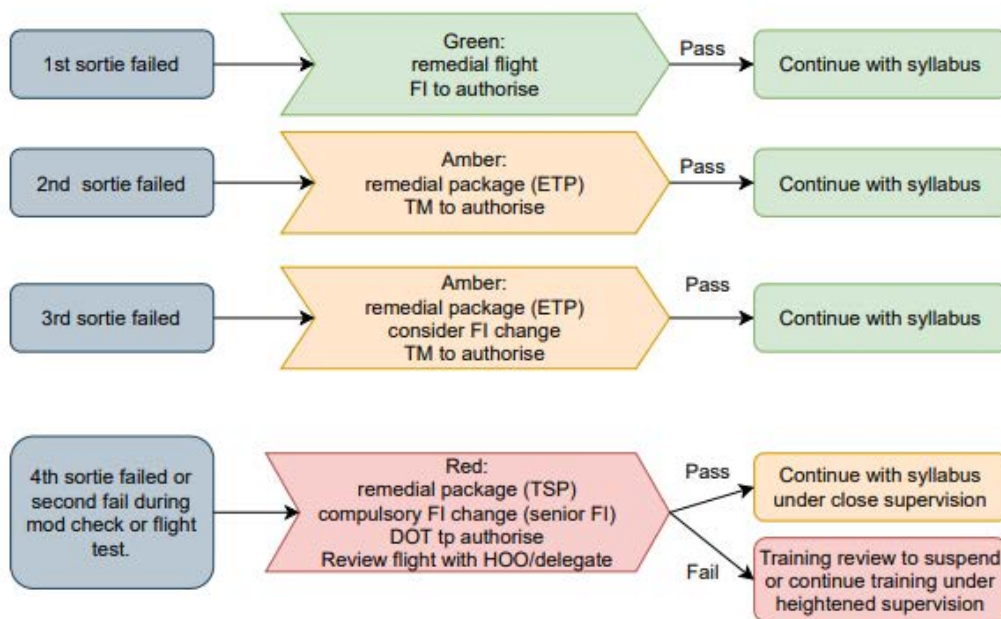 1st sortie failed
Green:
remedial flight
FI to authorise
Pass
Continue with syllabus
2nd sortie failed
Amber:
remedial package (ETP)
TM to authorise
Pass
Continue with syllabus
3rd sortie failed
Amber:
remedial package (ETP)
consider FI change
TM to authorise
Pass
Continue with syllabus
4th sortie failed or
second fail during
mod check or flight
test.
Red:
remedial package (TSP)
compulsory FI change (senior FI)
DOT tp authorise
Review flight with HOO/delegate
Pass
Continue with syllabus
under close supervision
Fail
Training review to suspend
or continue training under
heightened supervision